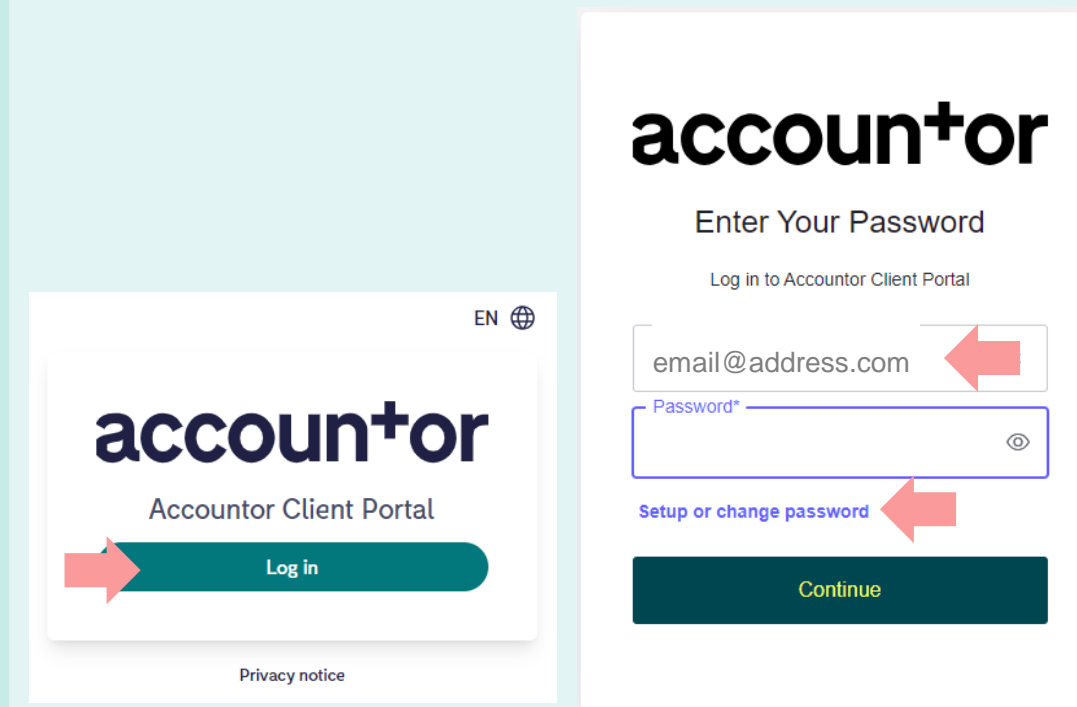 EN
accountor
Accountor Client Portal
Log in
Privacy notice
accountor
Enter Your Password
Log in to Accountor Client Portal
email@address.com
Password*
Setup or change password
Continue